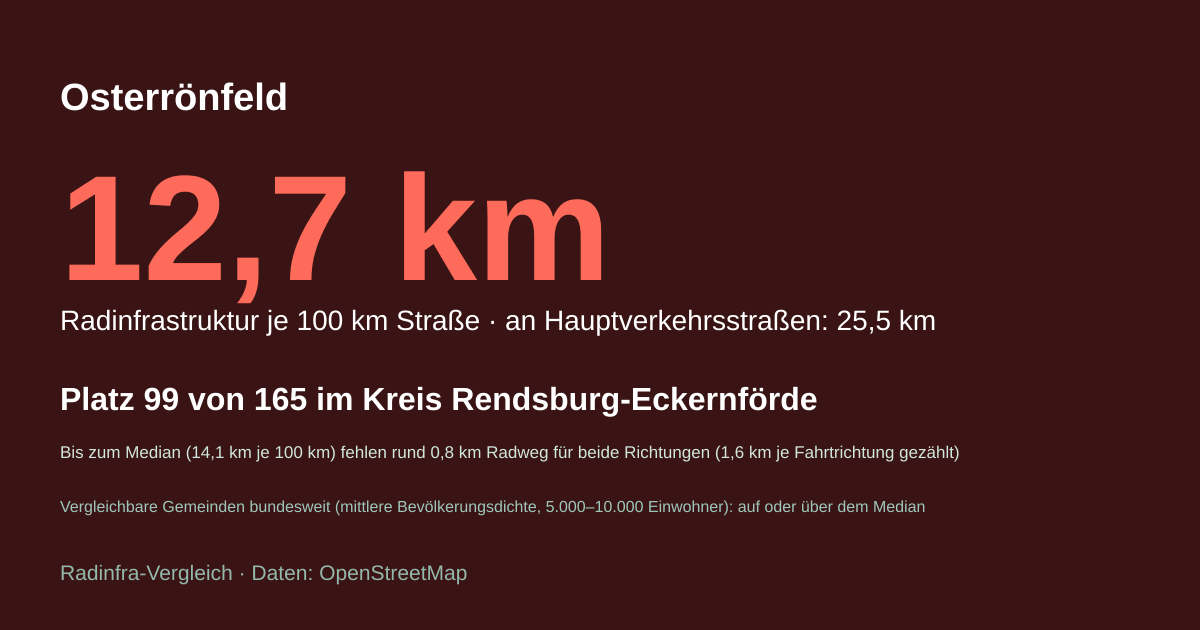 Osterrönfeld
12,7 km
Radinfrastruktur je 100 km Straße · an Hauptverkehrsstraßen: 25,5 km
Platz 99 von 165 im Kreis Rendsburg-Eckernförde
Bis zum Median (14,1 km je 100 km) fehlen rund 0,8 km Radweg für beide Richtungen (1,6 km je Fahrtrichtung gezählt)
Vergleichbare Gemeinden bundesweit (mittlere Bevölkerungsdichte, 5.000–10.000 Einwohner): auf oder über dem Median
Radinfra-Vergleich · Daten: OpenStreetMap